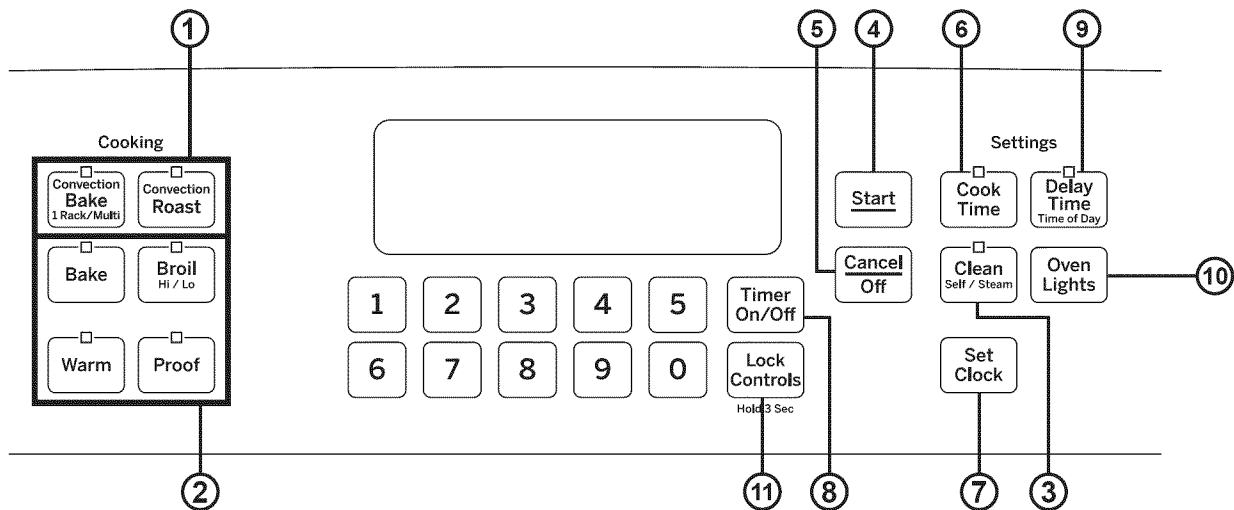 1
5
4
6
9
Cooking
Settings
Convection
Bake
1 Rack/Multi
Convection
Roast
Start
Cook
Time
Delay
Time
Time of Day
Bake
Broil
Hi / Lo
Cancel
Off
Clean
Self / Steam
Oven
Lights
10
1 2 3 4 5
Timer
On/Off
Warm
Proof
6 7 8 9 0
Lock
Controls
Hold 3 Sec
Set
Clock
2
11
8
7
3